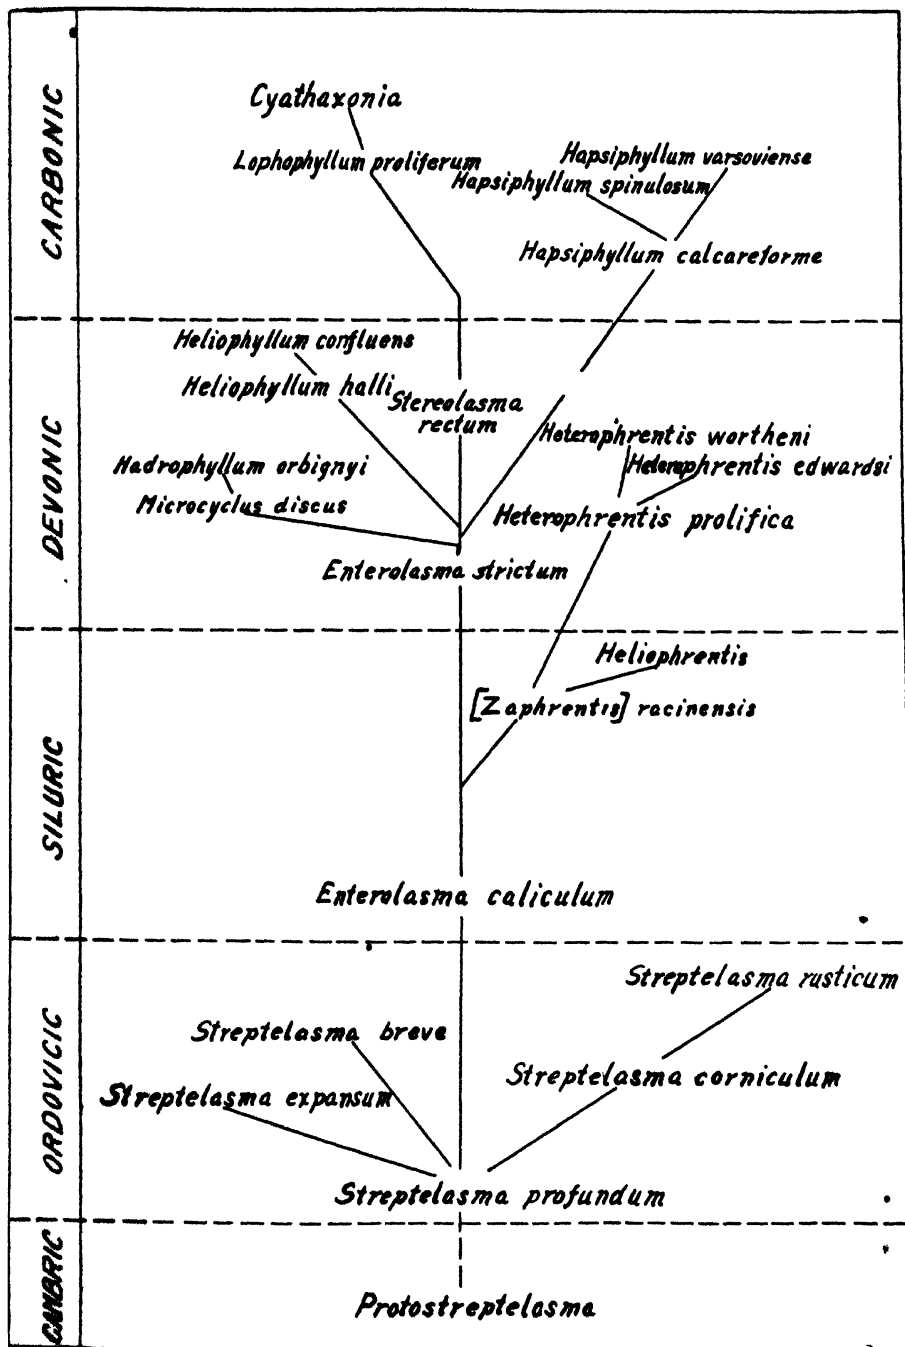 CARBONIC
Cyathaxonia
Lophophyllum proliferum
Hapsiphyllum varsoviense
Hapsiphyllum spinulosum
Hapsiphyllum calcareforme
DEVONIC
Heliophyllum confluens
Heliophyllum halli
Stereolasma
rectum
Heterophrentis wortheni
Hadrophyllum orbignyi
Heterophrentis edwardsi
Microcyclus discus
Heterophrentis prolifica
Enterolasma strictum
SILURIC
Heliophrentis
[Zaphrentis] racinensis
Enterolasma caliculum
ORDOVICIC
Streptelasma rusticum
Streptelasma breve
Streptelasma corniculum
Streptelasma expansum
Streptelasma profundum
CAMBRIC
Protostreptelasma